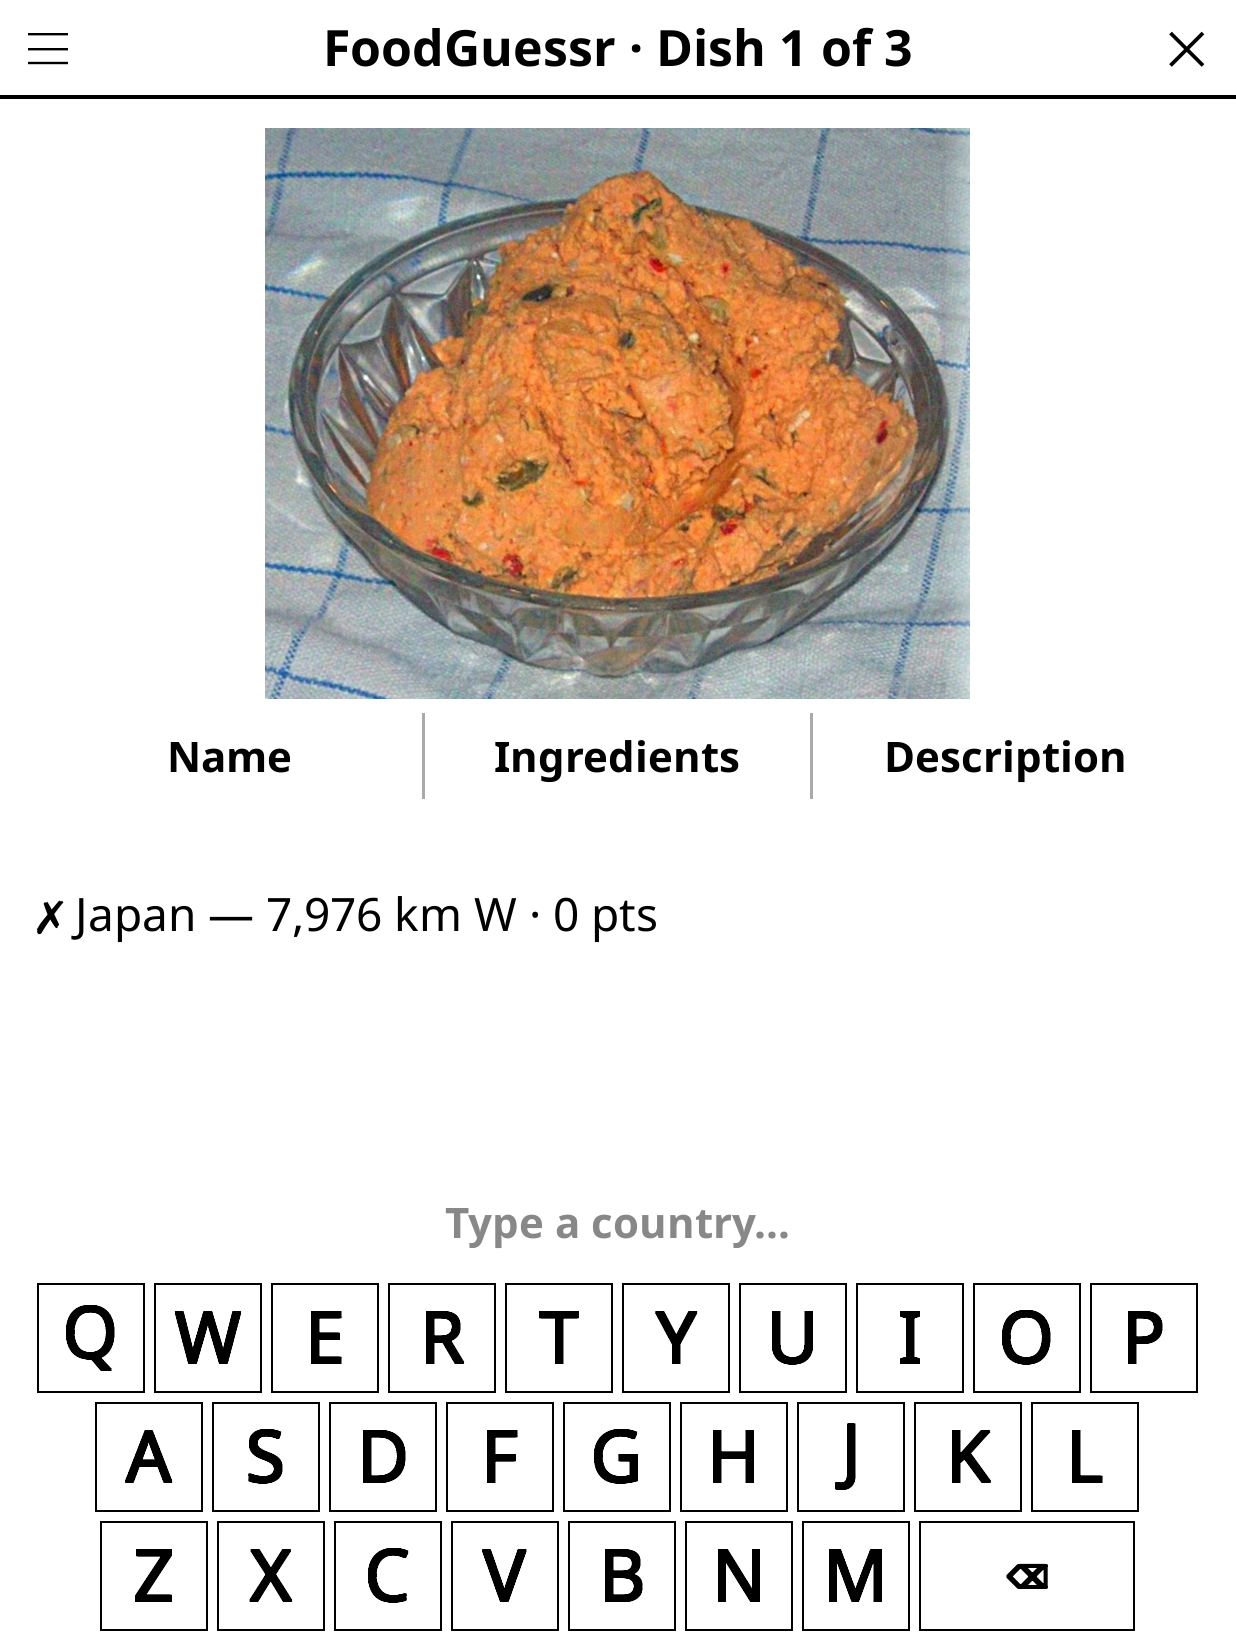 FoodGuessr · Dish 1 of 3
Name
Ingredients
Description
✗ Japan — 7,976 km W · 0 pts
Type a country...
Q W E R T Y U I O P
A S D F G H J K L
Z X C V B N M ⌫